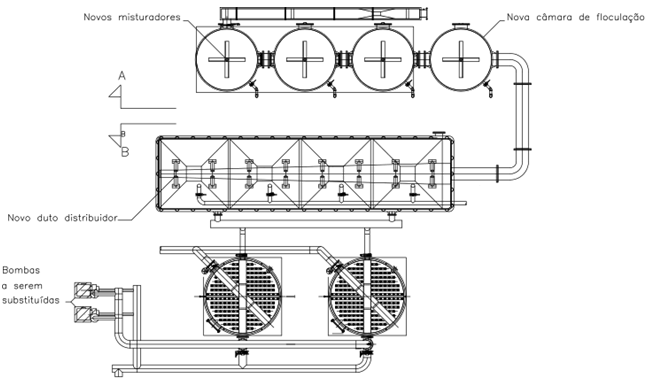 Novos misturadores
Nova câmara de floculação
A
B
B
Novo duto distribuidor
Bombas
a serem
substituídas